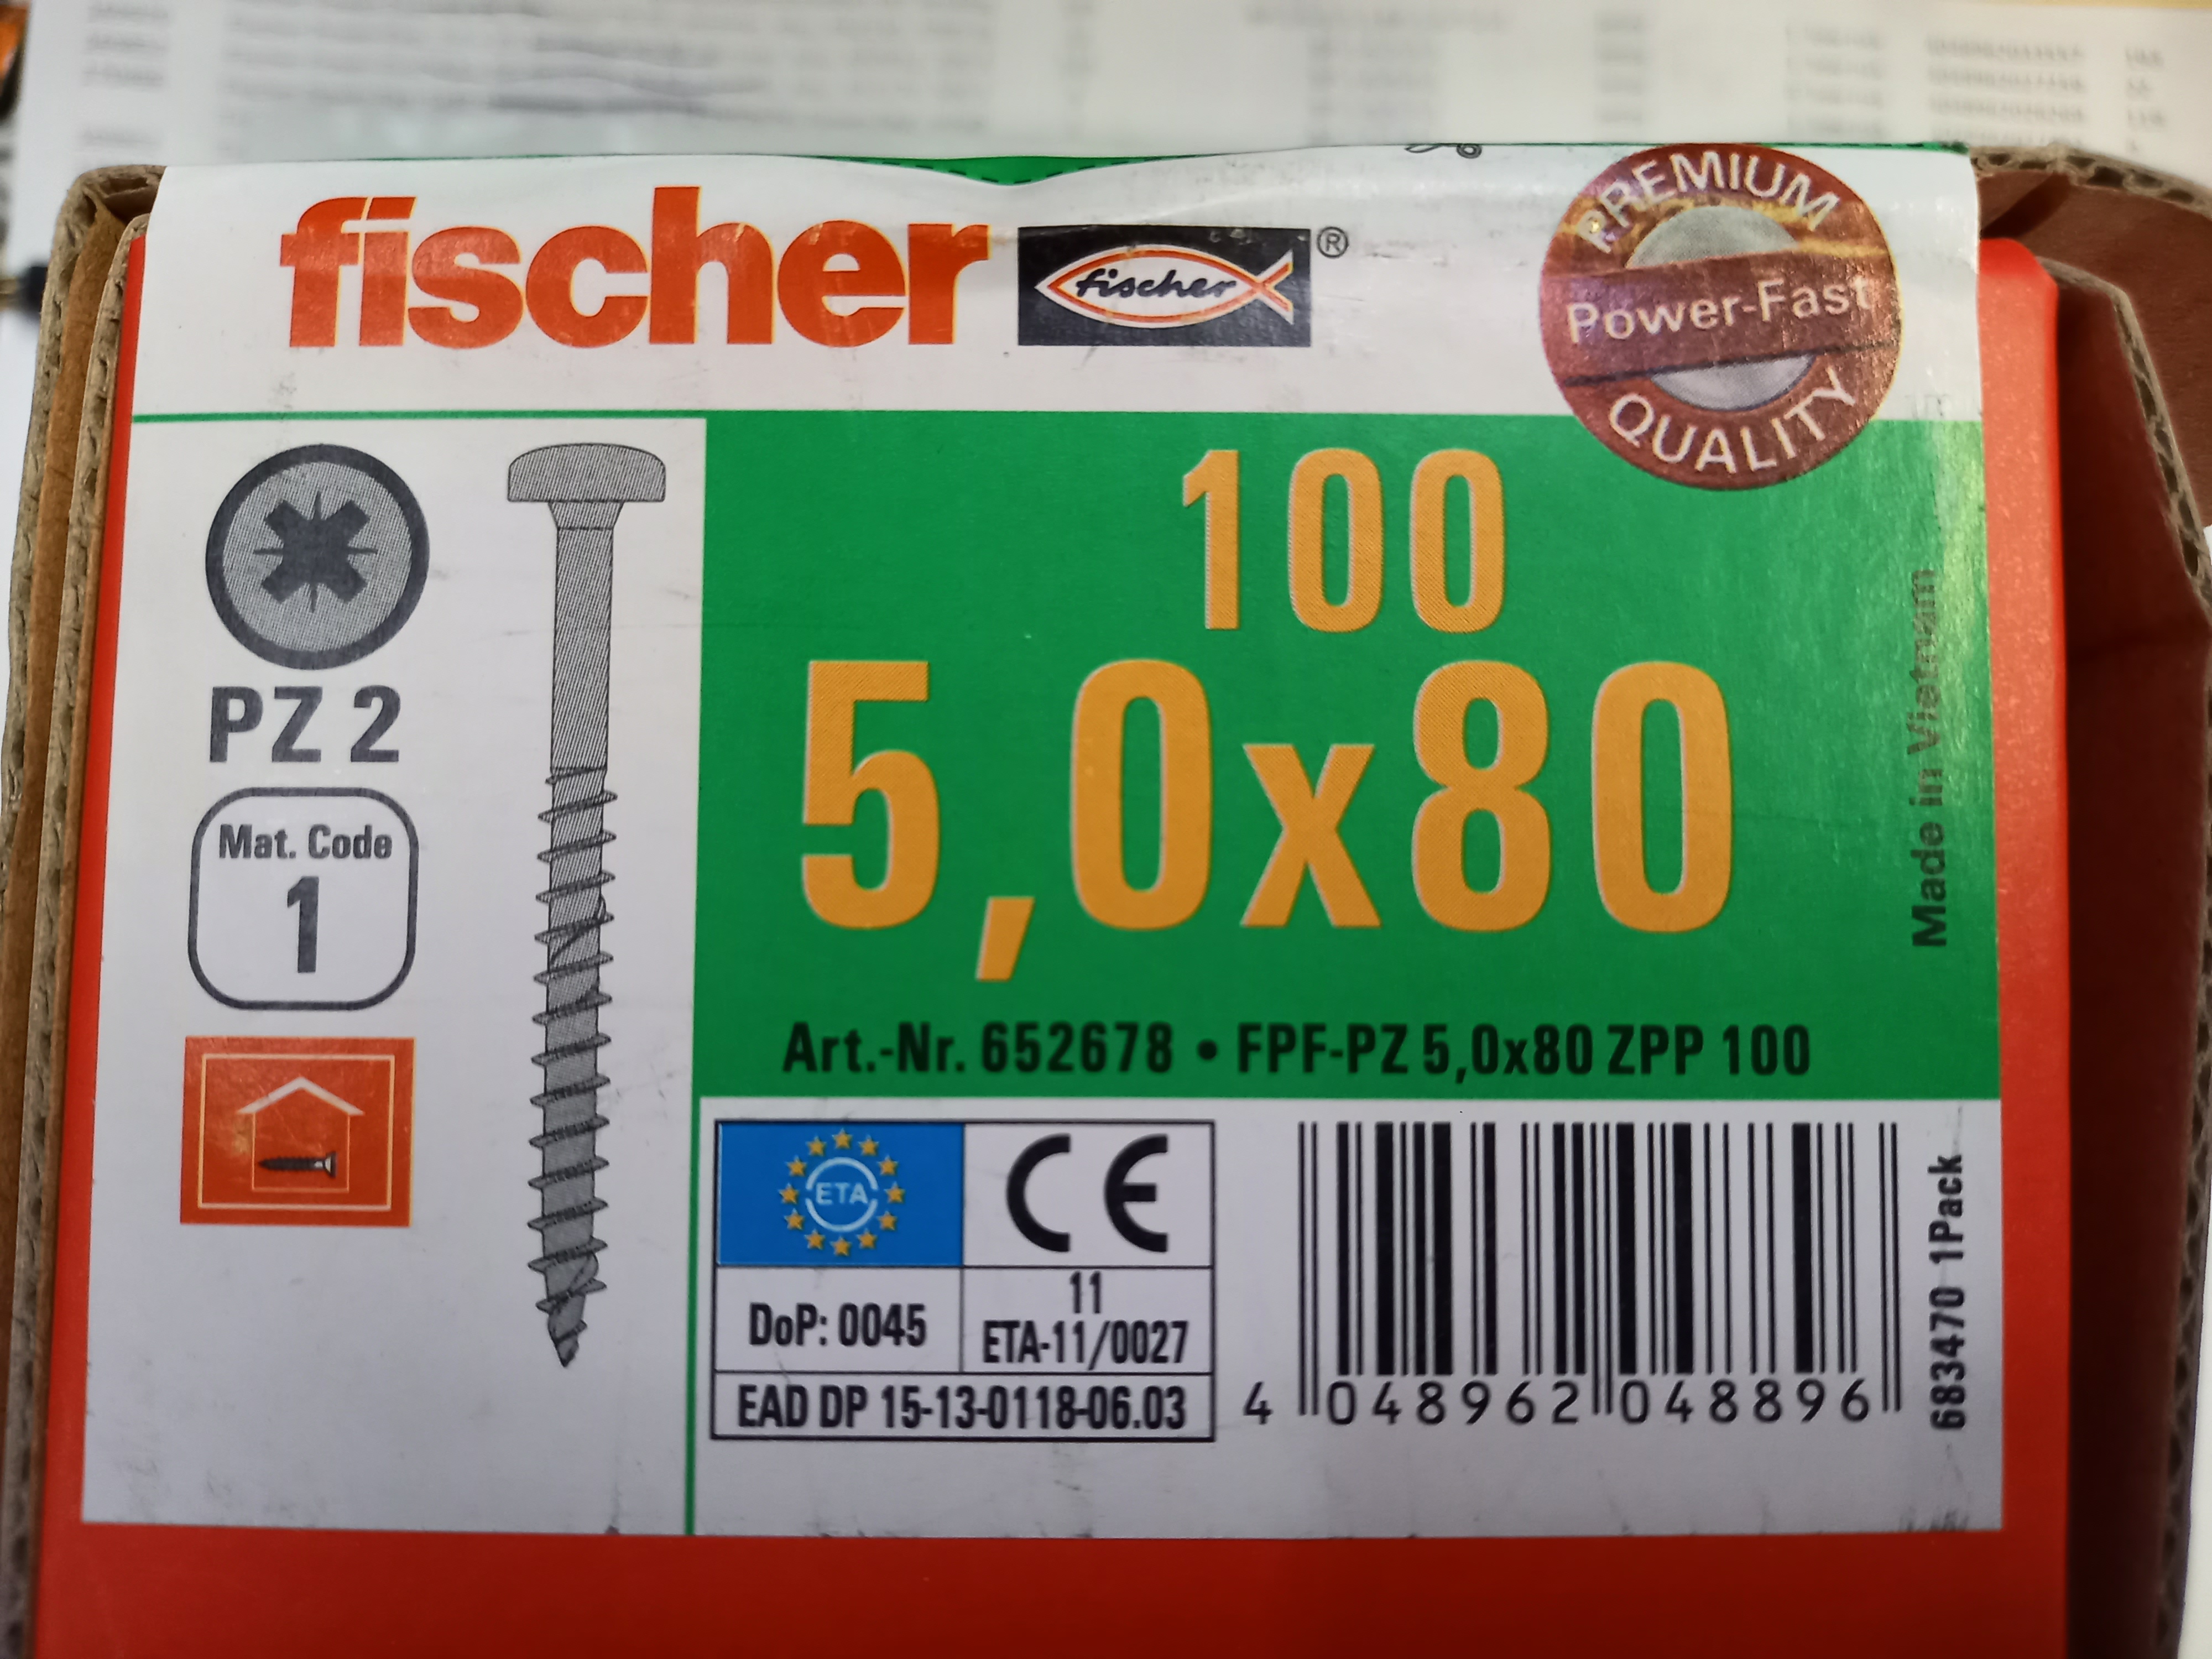 fischer
fischer ®
PREMIUM
Power-Fast
QUALITY
100
5,0x80
PZ 2
Mat. Code
1
Made in Vietnam
Art.-Nr. 652678 • FPF-PZ 5,0x80 ZPP 100
ETA
CE
DoP: 0045
11
ETA-11/0027
EAD DP 15-13-0118-06.03
4 048962 048896
683470 1Pack